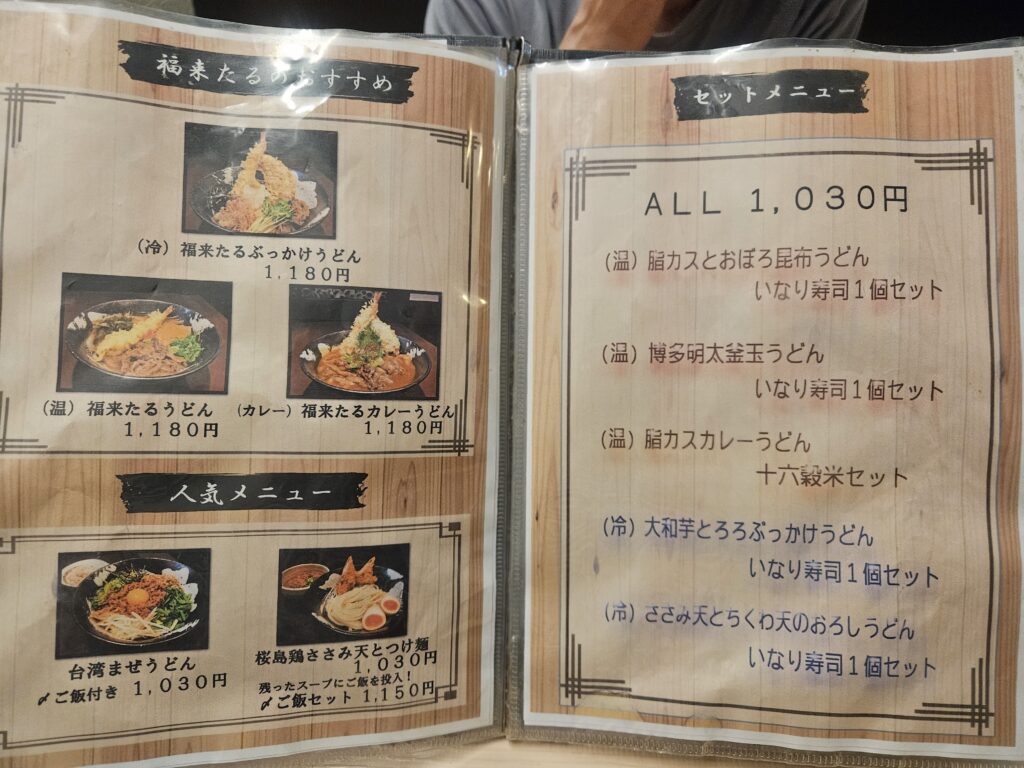 福来たるのおすすめ
(冷) 福来たるぶっかけうどん
1,180円
(温) 福来たるうどん
1,180円
(カレー) 福来たるカレーうどん
1,180円
人気メニュー
台湾まぜうどん
〆ご飯付き 1,030円
桜島鶏ささみ天とつけ麺
1,030円
残ったスープにご飯を投入!
〆ご飯セット 1,150円
セットメニュー
ALL 1,030円
(温) 脂カスとおぼろ昆布うどん
いなり寿司1個セット
(温) 博多明太釜玉うどん
いなり寿司1個セット
(温) 脂カスカレーうどん
十六穀米セット
(冷) 大和芋とろろぶっかけうどん
いなり寿司1個セット
(冷) ささみ天とちくわ天のおろしうどん
いなり寿司1個セット